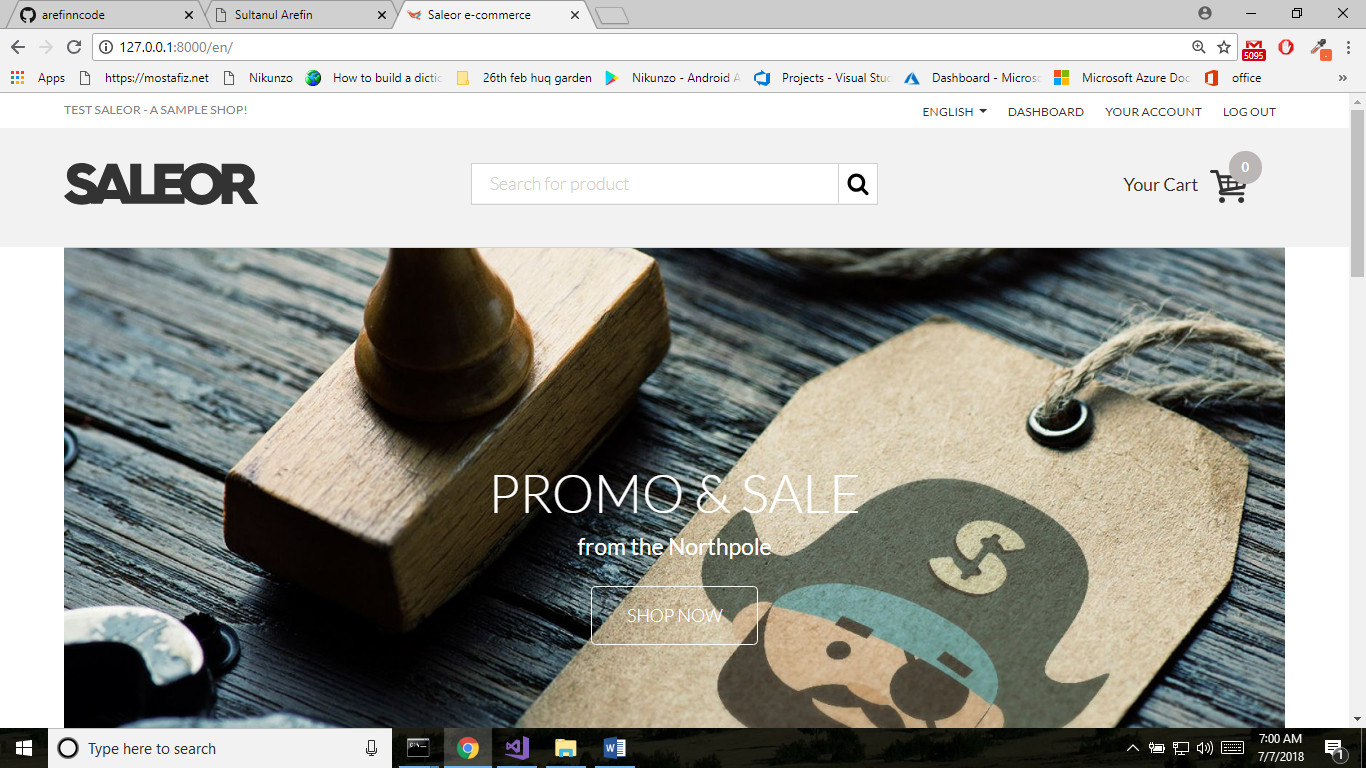 arefinncode
Sultanul Arefin
Saleor e-commerce
127.0.0.1:8000/en/
5095
Apps
https://mostafiz.net
Nikunzo
How to build a dictic
26th feb huq garden
Nikunzo - Android A
Projects - Visual Stud
Dashboard - Microso
Microsoft Azure Doc
office
»
TEST SALEOR - A SAMPLE SHOP!
ENGLISH
DASHBOARD
YOUR ACCOUNT
LOG OUT
SALEOR
Search for product
Your Cart
0
PROMO & SALE
from the Northpole
SHOP NOW
S
Type here to search
7:00 AM
7/7/2018
1